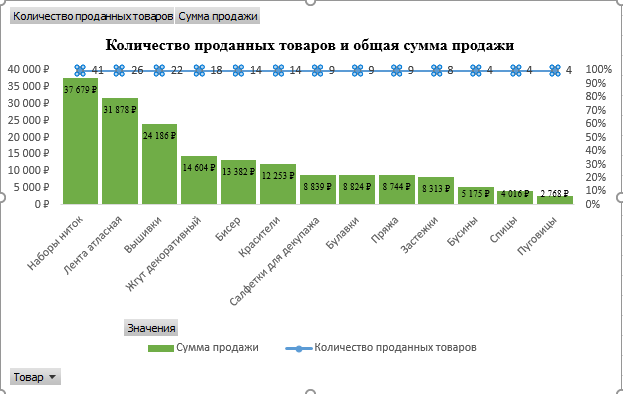 Количество проданных товаров Сумма продажи
Количество проданных товаров и общая сумма продажи
40 000 ₽
35 000 ₽
30 000 ₽
25 000 ₽
20 000 ₽
15 000 ₽
10 000 ₽
5 000 ₽
0 ₽
41 26 22 18 14 14 9 9 9 8 4 4 4
37 679 ₽
31 878 ₽
24 186 ₽
14 604 ₽
13 382 ₽
12 253 ₽
8 839 ₽
8 824 ₽
8 744 ₽
8 313 ₽
5 175 ₽
4 016 ₽
2 768 ₽
100%
90%
80%
70%
60%
50%
40%
30%
20%
10%
0%
Наборы ниток
Лента атласная
Вышивки
Жгут декоративный
Бисер
Красители
Салфетки для декупажа
Булавки
Пряжа
Застежки
Бусины
Спицы
Пуговицы
Значения
Сумма продажи Количество проданных товаров
Товар